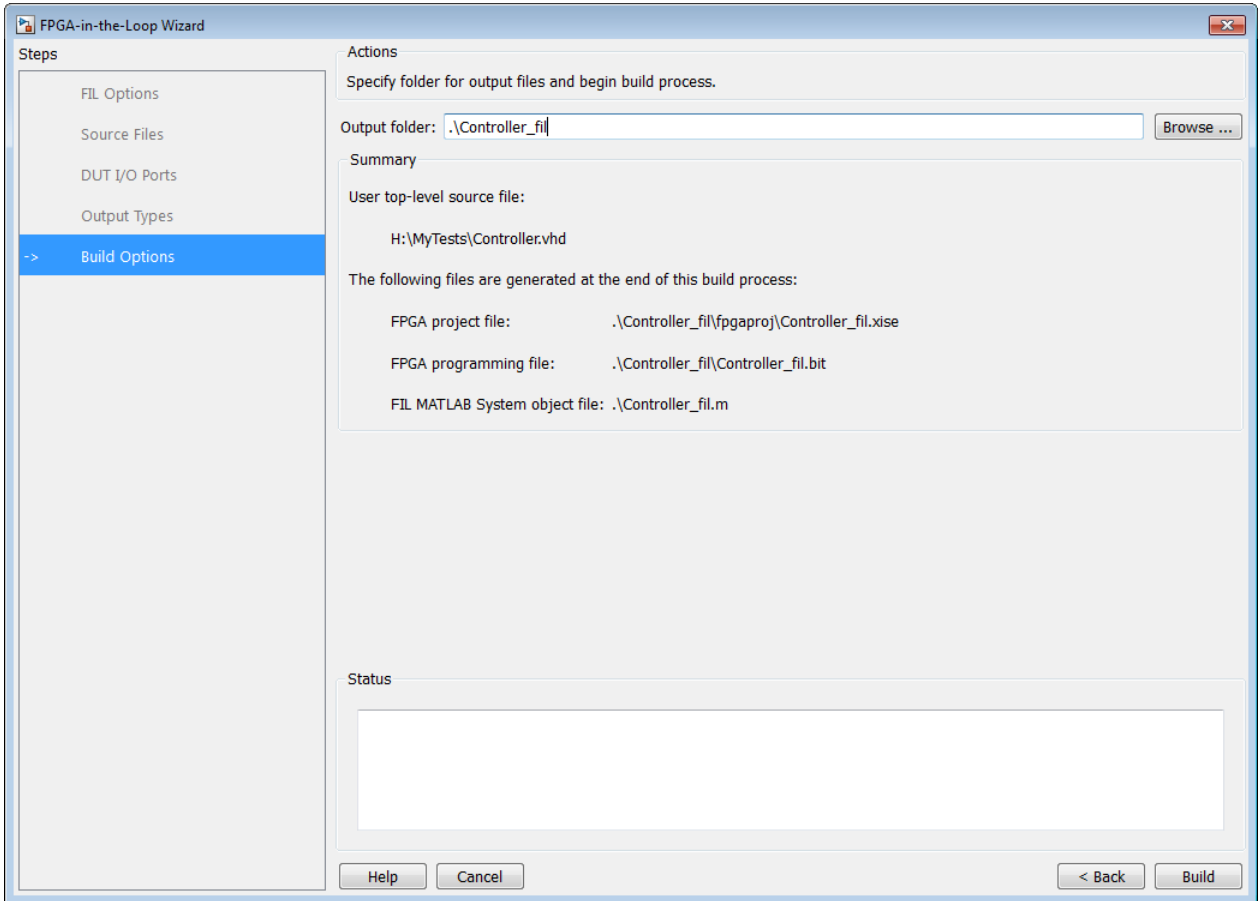 FPGA-in-the-Loop Wizard
Steps
FIL Options
Source Files
DUT I/O Ports
Output Types
-> Build Options
Actions
Specify folder for output files and begin build process.
Output folder: .\Controller_fil Browse ...
Summary
User top-level source file:
H:\MyTests\Controller.vhd
The following files are generated at the end of this build process:
FPGA project file: .\Controller_fil\fpgaproj\Controller_fil.xise
FPGA programming file: .\Controller_fil\Controller_fil.bit
FIL MATLAB System object file: .\Controller_fil.m
Status
Help Cancel < Back Build